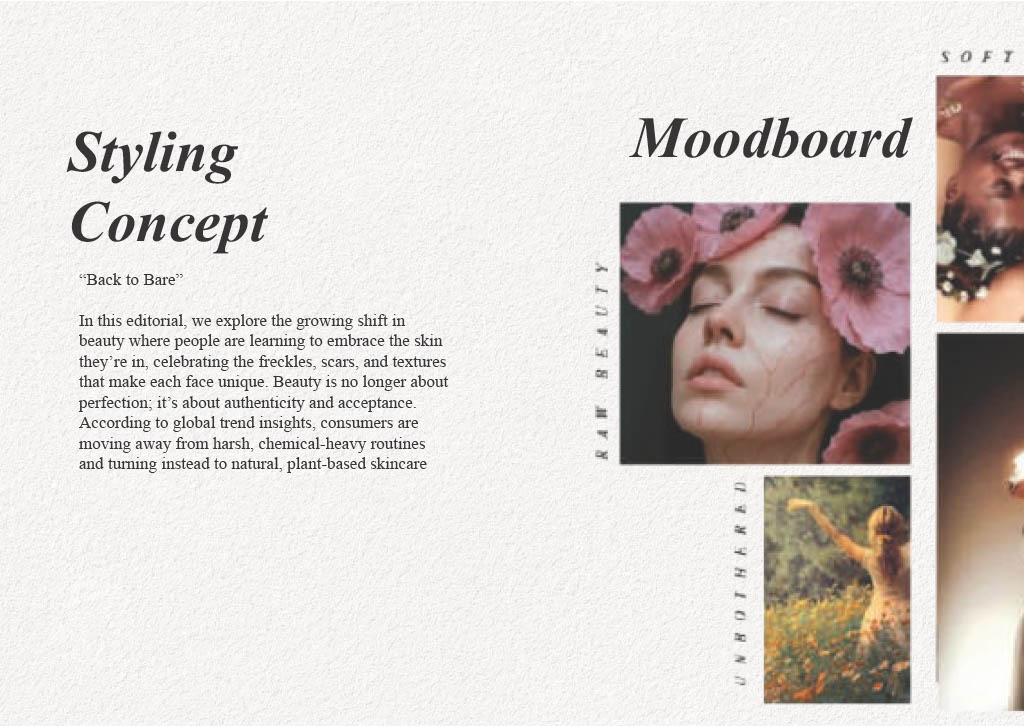 Styling
Concept
“Back to Bare”
In this editorial, we explore the growing shift in
beauty where people are learning to embrace the skin
they’re in, celebrating the freckles, scars, and textures
that make each face unique. Beauty is no longer about
perfection; it’s about authenticity and acceptance.
According to global trend insights, consumers are
moving away from harsh, chemical-heavy routines
and turning instead to natural, plant-based skincare
Moodboard
SOFT
RAW BEAUTY
UNBOTHERED